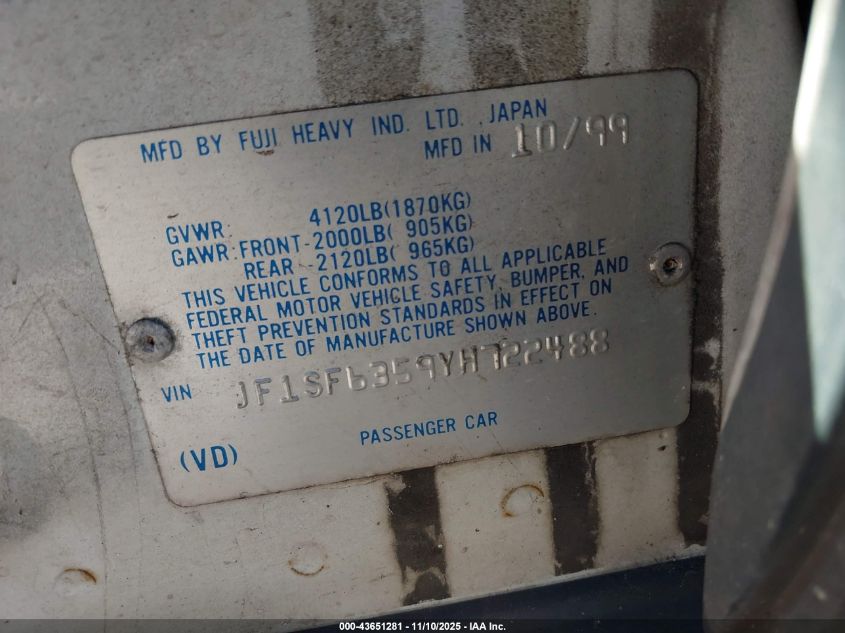 MFD BY FUJI HEAVY IND. LTD. JAPAN
MFD IN 10/99
GVWR: 4120LB(1870KG)
GAWR:FRONT-2000LB( 905KG)
REAR -2120LB( 965KG)
THIS VEHICLE CONFORMS TO ALL APPLICABLE
FEDERAL MOTOR VEHICLE SAFETY, BUMPER, AND
THEFT PREVENTION STANDARDS IN EFFECT ON
THE DATE OF MANUFACTURE SHOWN ABOVE.
VIN JF1SF6359YH722488
PASSENGER CAR
(VD)
000-43651281 - 11/10/2025 - IAA Inc.